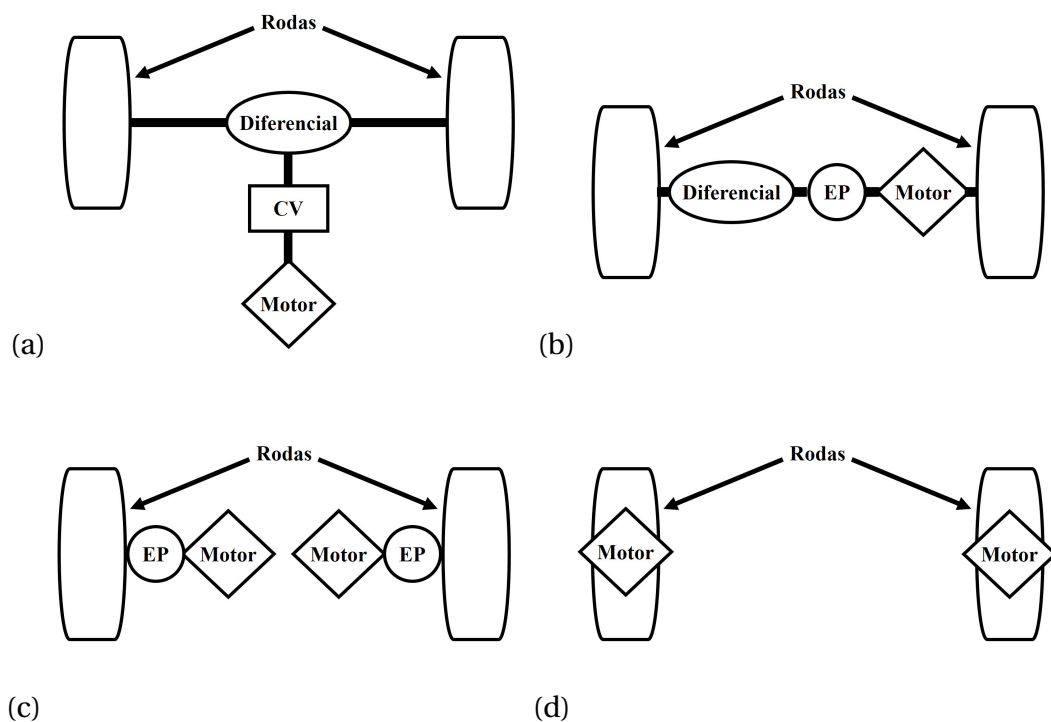 Rodas
Diferencial
CV
Motor
(a)
Rodas
Diferencial
EP
Motor
(b)
Rodas
EP
Motor
Motor
EP
(c)
Rodas
Motor
Motor
(d)